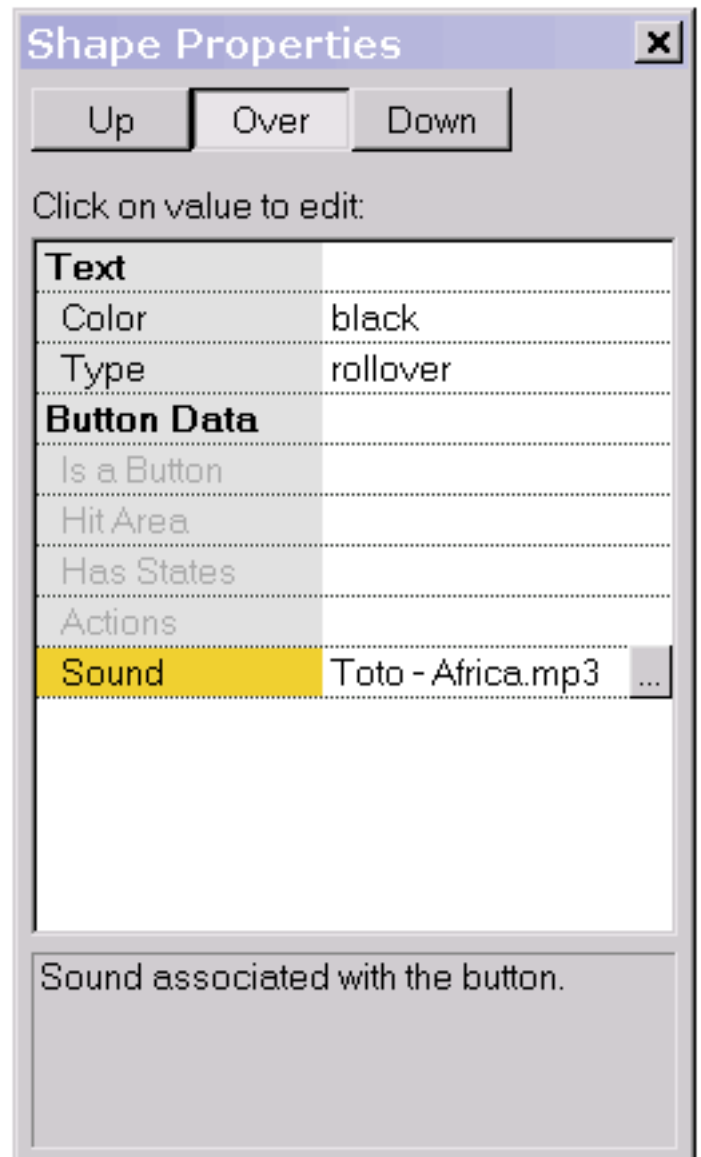 Shape Properties
Up Over Down
Click on value to edit:
Text
Color black
Type rollover
Button Data
Is a Button
Hit Area
Has States
Actions
Sound Toto - Africa.mp3 ...
Sound associated with the button.